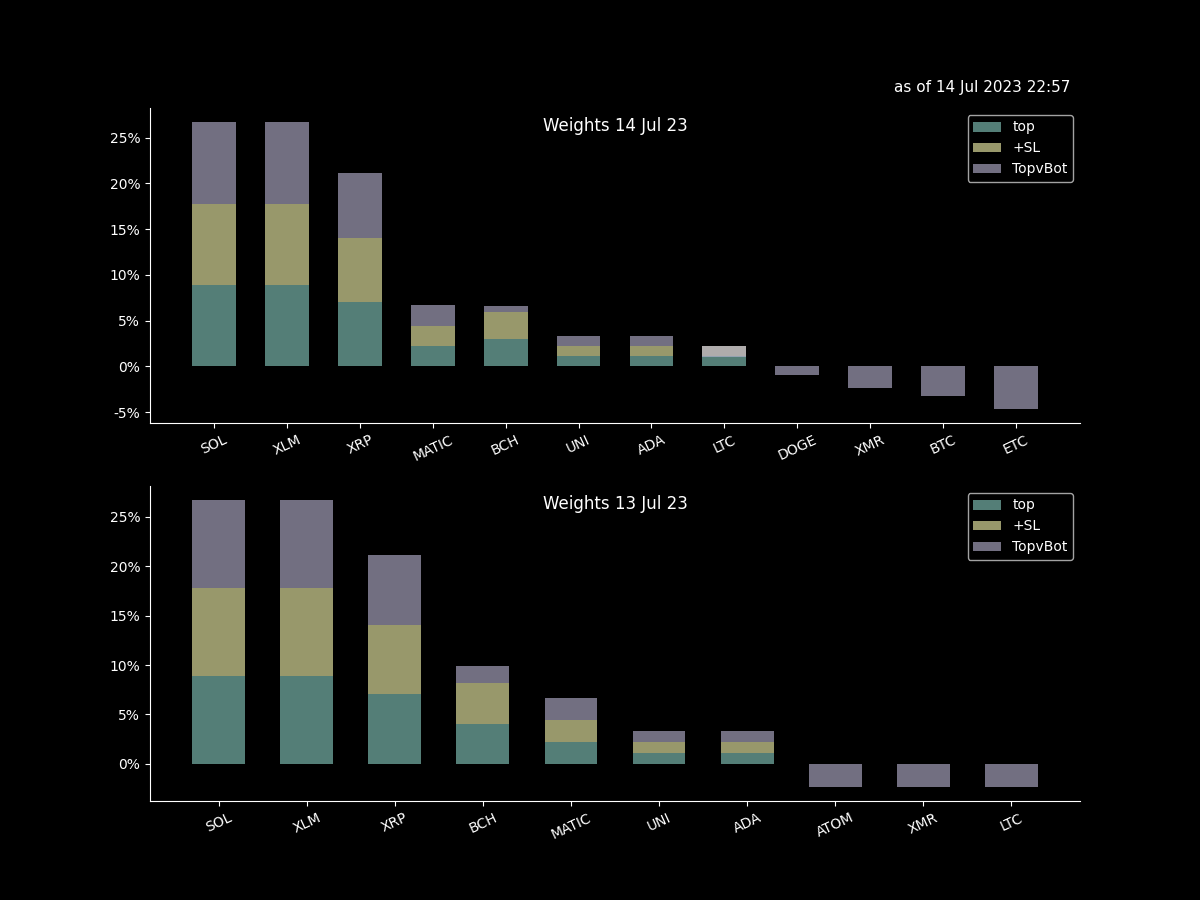 as of 14 Jul 2023 22:57
Weights 14 Jul 23
top
+SL
TopvBot
25%
20%
15%
10%
5%
0%
-5%
SOL XLM XRP MATIC BCH UNI ADA LTC DOGE XMR BTC ETC
Weights 13 Jul 23
top
+SL
TopvBot
25%
20%
15%
10%
5%
0%
SOL XLM XRP BCH MATIC UNI ADA ATOM XMR LTC